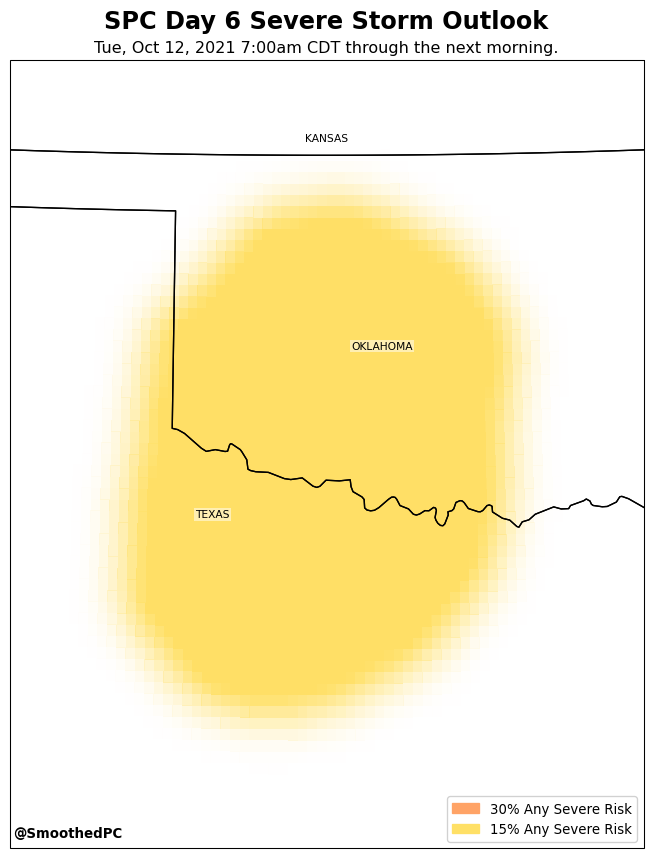 SPC Day 6 Severe Storm Outlook
Tue, Oct 12, 2021 7:00am CDT through the next morning.
KANSAS
OKLAHOMA
TEXAS
30% Any Severe Risk
15% Any Severe Risk
@SmoothedPC